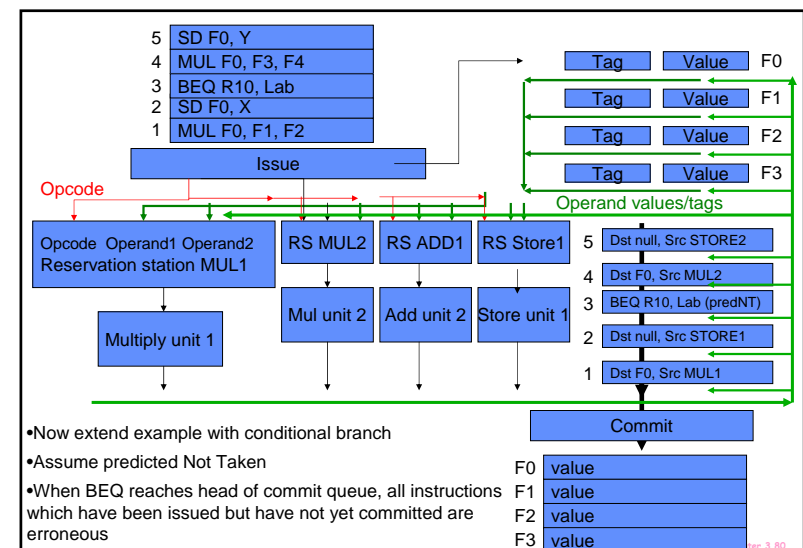 5 SD F0, Y
4 MUL F0, F3, F4
3 BEQ R10, Lab
2 SD F0, X
1 MUL F0, F1, F2
Issue
Tag Value F0
Tag Value F1
Tag Value F2
Tag Value F3
Opcode
Operand values/tags
Opcode Operand1 Operand2
Reservation station MUL1
RS MUL2
RS ADD1
RS Store1
Multiply unit 1
Mul unit 2
Add unit 2
Store unit 1
5 Dst null, Src STORE2
4 Dst F0, Src MUL2
3 BEQ R10, Lab (predNT)
2 Dst null, Src STORE1
1 Dst F0, Src MUL1
Commit
F0 value
F1 value
F2 value
F3 value
•Now extend example with conditional branch
•Assume predicted Not Taken
•When BEQ reaches head of commit queue, all instructions
which have been issued but have not yet committed are
erroneous
3.80